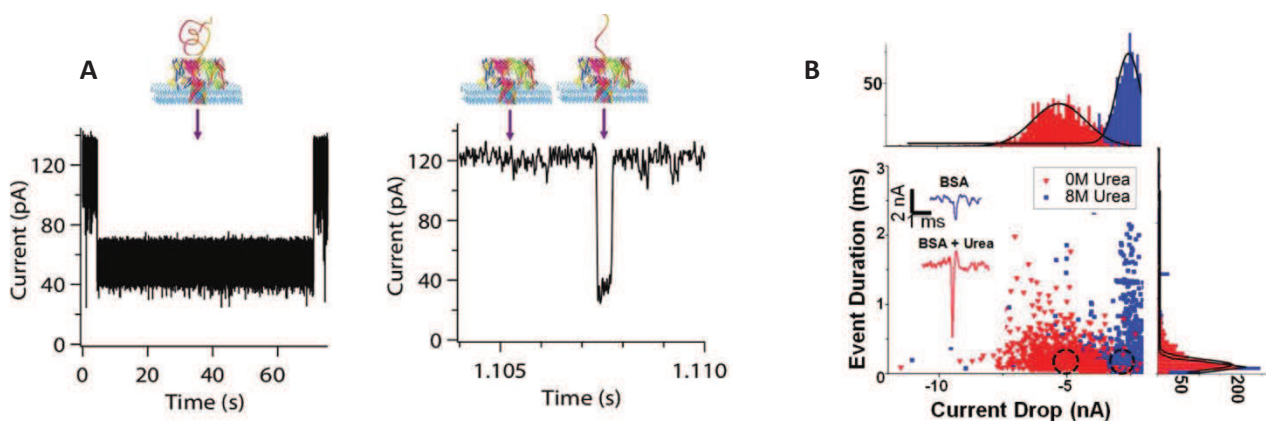 A
Current (pA)
120
80
40
0
0
20
40
60
Time (s)
Current (pA)
120
80
40
0
1.105
1.110
Time (s)
B
50
Event Duration (ms)
3
2
1
0
BSA
2 nA
1 ms
BSA + Urea
0M Urea
8M Urea
-10
-5
Current Drop (nA)
50
200